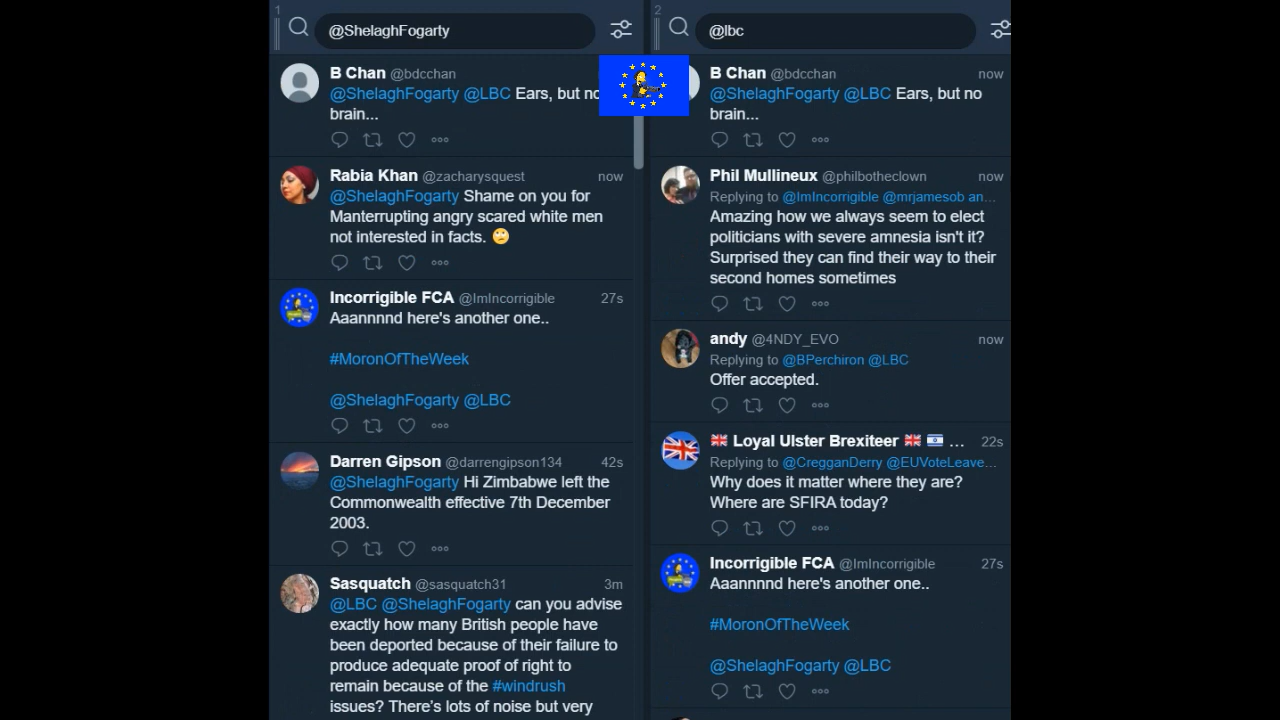 1
@ShelaghFogarty
B Chan @bdcchan
@ShelaghFogarty @LBC Ears, but no
brain...
Rabia Khan @zacharysquest now
@ShelaghFogarty Shame on you for
Manterrupting angry scared white men
not interested in facts. 🙄
Incorrigible FCA @ImIncorrigible 27s
Aaannnnd here's another one..
#MoronOfTheWeek
@ShelaghFogarty @LBC
Darren Gipson @darrengipson134 42s
@ShelaghFogarty Hi Zimbabwe left the
Commonwealth effective 7th December
2003.
Sasquatch @sasquatch31 3m
@LBC @ShelaghFogarty can you advise
exactly how many British people have
been deported because of their failure to
produce adequate proof of right to
remain because of the #windrush
issues? There's lots of noise but very
2
@lbc
B Chan @bdcchan now
@ShelaghFogarty @LBC Ears, but no
brain...
Phil Mullineux @philbotheclown now
Replying to @ImIncorrigible @mrjamesob an...
Amazing how we always seem to elect
politicians with severe amnesia isn't it?
Surprised they can find their way to their
second homes sometimes
andy @4NDY_EVO now
Replying to @BPerchiron @LBC
Offer accepted.
🇬🇧 Loyal Ulster Brexiteer 🇬🇧 🇮🇱 ... 22s
Replying to @CregganDerry @EUVoteLeave...
Why does it matter where they are?
Where are SFIRA today?
Incorrigible FCA @ImIncorrigible 27s
Aaannnnd here's another one..
#MoronOfTheWeek
@ShelaghFogarty @LBC